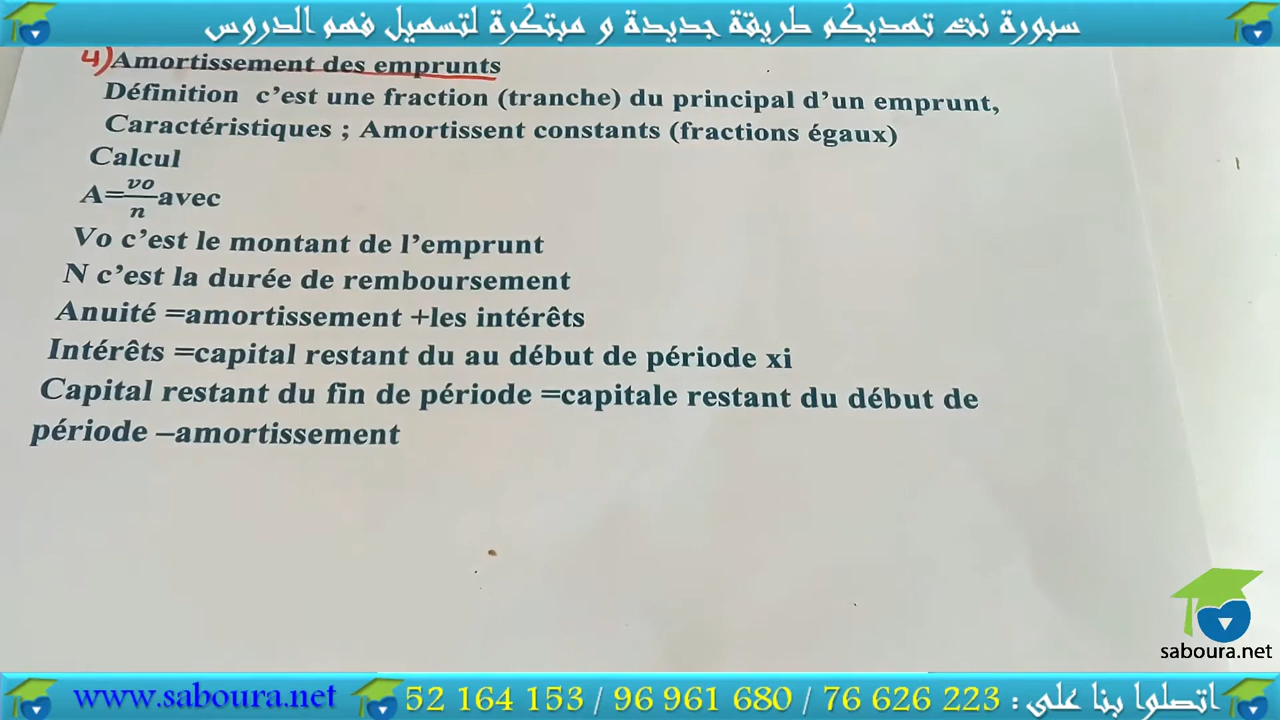 سبورة نت تهديكم طريقة جديدة و مبتكرة لتسهيل فهم الدروس
4) Amortissement des emprunts
Définition c’est une fraction (tranche) du principal d’un emprunt,
Caractéristiques ; Amortissent constants (fractions égaux)
Calcul
A=vo/n avec
Vo c’est le montant de l’emprunt
N c’est la durée de remboursement
Anuité =amortissement +les intérêts
Intérêts =capital restant du au début de période xi
Capital restant du fin de période =capitale restant du début de
période –amortissement
saboura.net
www.saboura.net 52 164 153 / 96 961 680 / 76 626 223 : اتصلوا بنا على